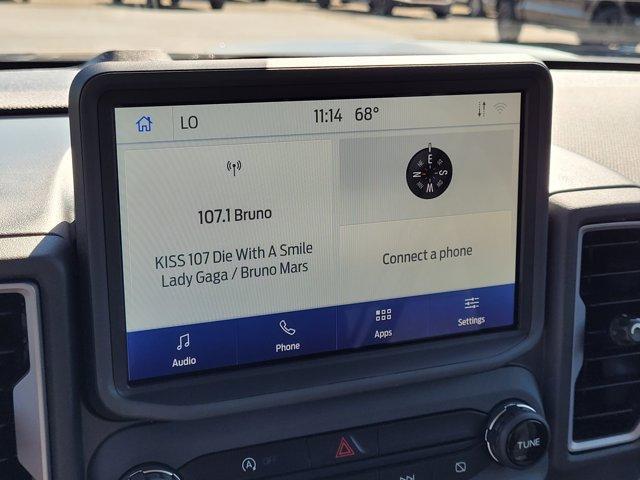 LO 11:14 68°
107.1 Bruno
KISS 107 Die With A Smile
Lady Gaga / Bruno Mars
E
N S
W
Connect a phone
Audio Phone Apps Settings
A OFF
TUNE